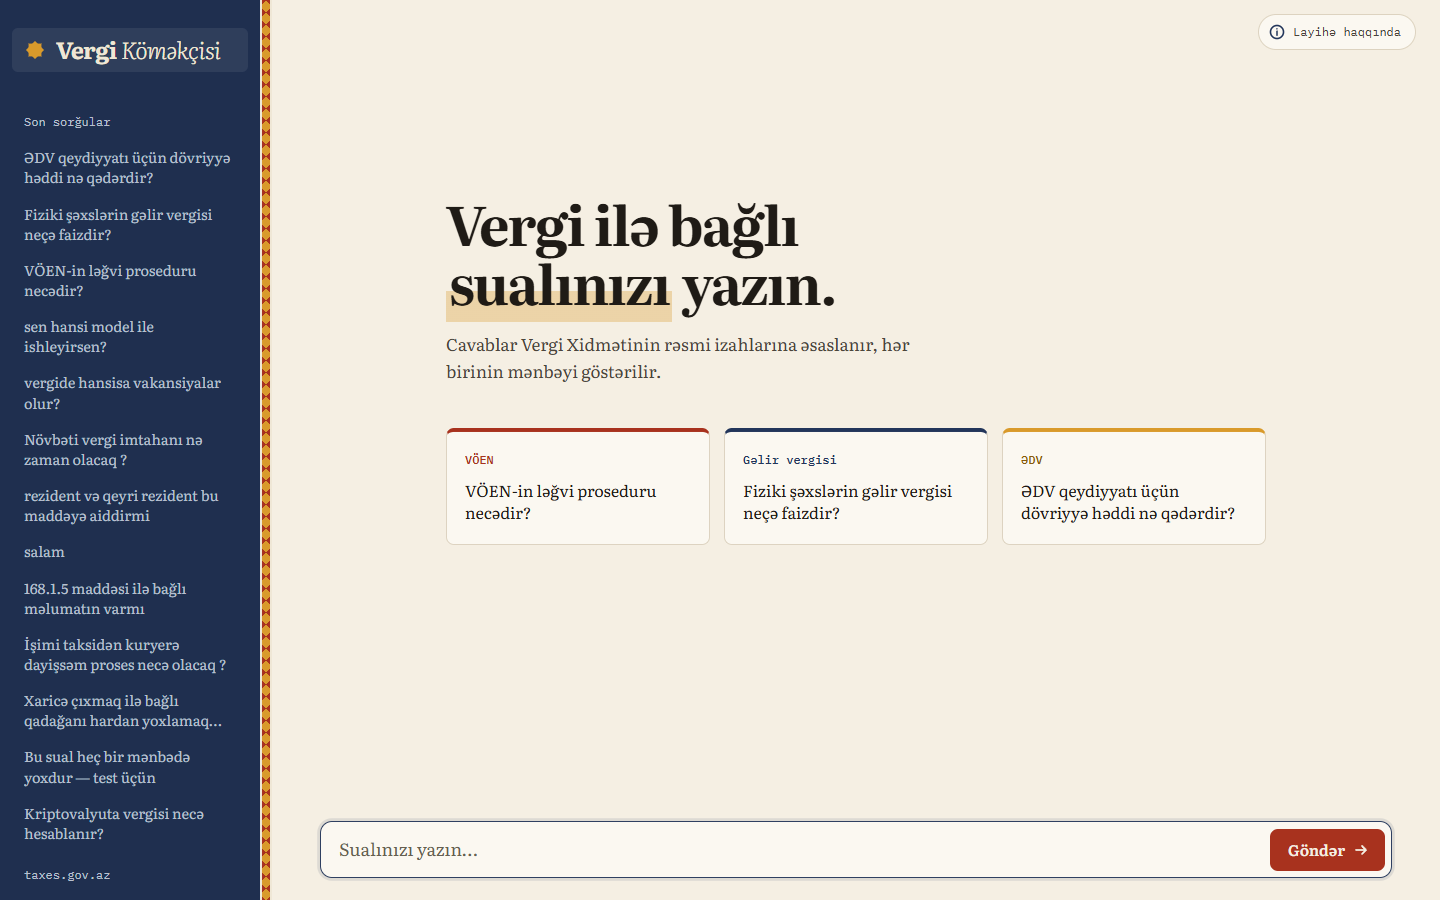 Vergi Köməkçisi
Son sorğular
ƏDV qeydiyyatı üçün dövriyyə
həddi nə qədərdir?
Fiziki şəxslərin gəlir vergisi
neçə faizdir?
VÖEN-in ləğvi proseduru
necədir?
sen hansi model ile
ishleyirsen?
vergide hansisa vakansiyalar
olur?
Növbəti vergi imtahanı nə
zaman olacaq ?
rezident və qeyri rezident bu
maddəyə aiddirmi
salam
168.1.5 maddəsi ilə bağlı
məlumatın varmı
İşimi taksidən kuryerə
dayişsəm proses necə olacaq ?
Xaricə çıxmaq ilə bağlı
qadağanı hardan yoxlamaq...
Bu sual heç bir mənbədə
yoxdur — test üçün
Kriptovalyuta vergisi necə
hesablanır?
taxes.gov.az
Layihə haqqında
Vergi ilə bağlı
sualınızı yazın.
Cavablar Vergi Xidmətinin rəsmi izahlarına əsaslanır, hər
birinin mənbəyi göstərilir.
VÖEN
VÖEN-in ləğvi proseduru
necədir?
Gəlir vergisi
Fiziki şəxslərin gəlir vergisi
neçə faizdir?
ƏDV
ƏDV qeydiyyatı üçün
dövriyyə həddi nə qədərdir?
Sualınızı yazın...
Göndər →